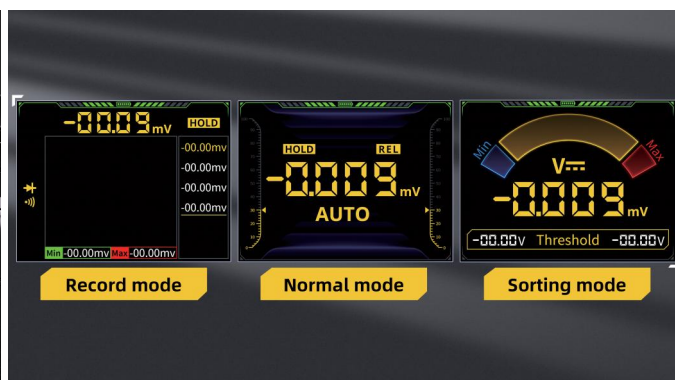 -00.09mV HOLD
-00.00mv
-00.00mv
-00.00mv
-00.00mv
Min -00.00mv Max -00.00mv
Record mode
HOLD REL
-0.009mV
AUTO
Normal mode
Min Max
V
-0.009mV
-00.00v Threshold -00.00v
Sorting mode